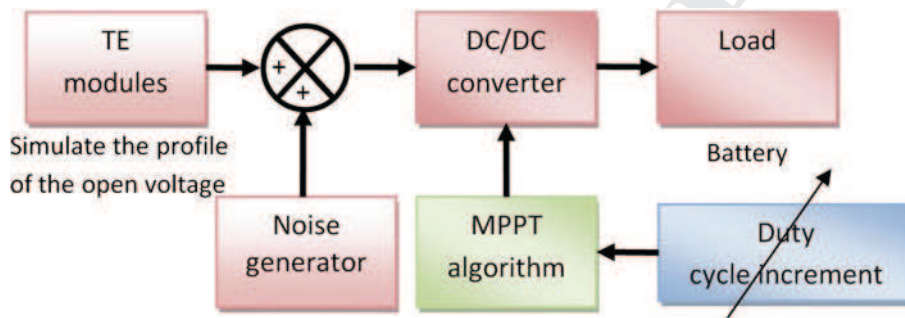 TE
modules
+
+
DC/DC
converter
Load
Simulate the profile
of the open voltage
Battery
Noise
generator
MPPT
algorithm
Duty
cycle increment